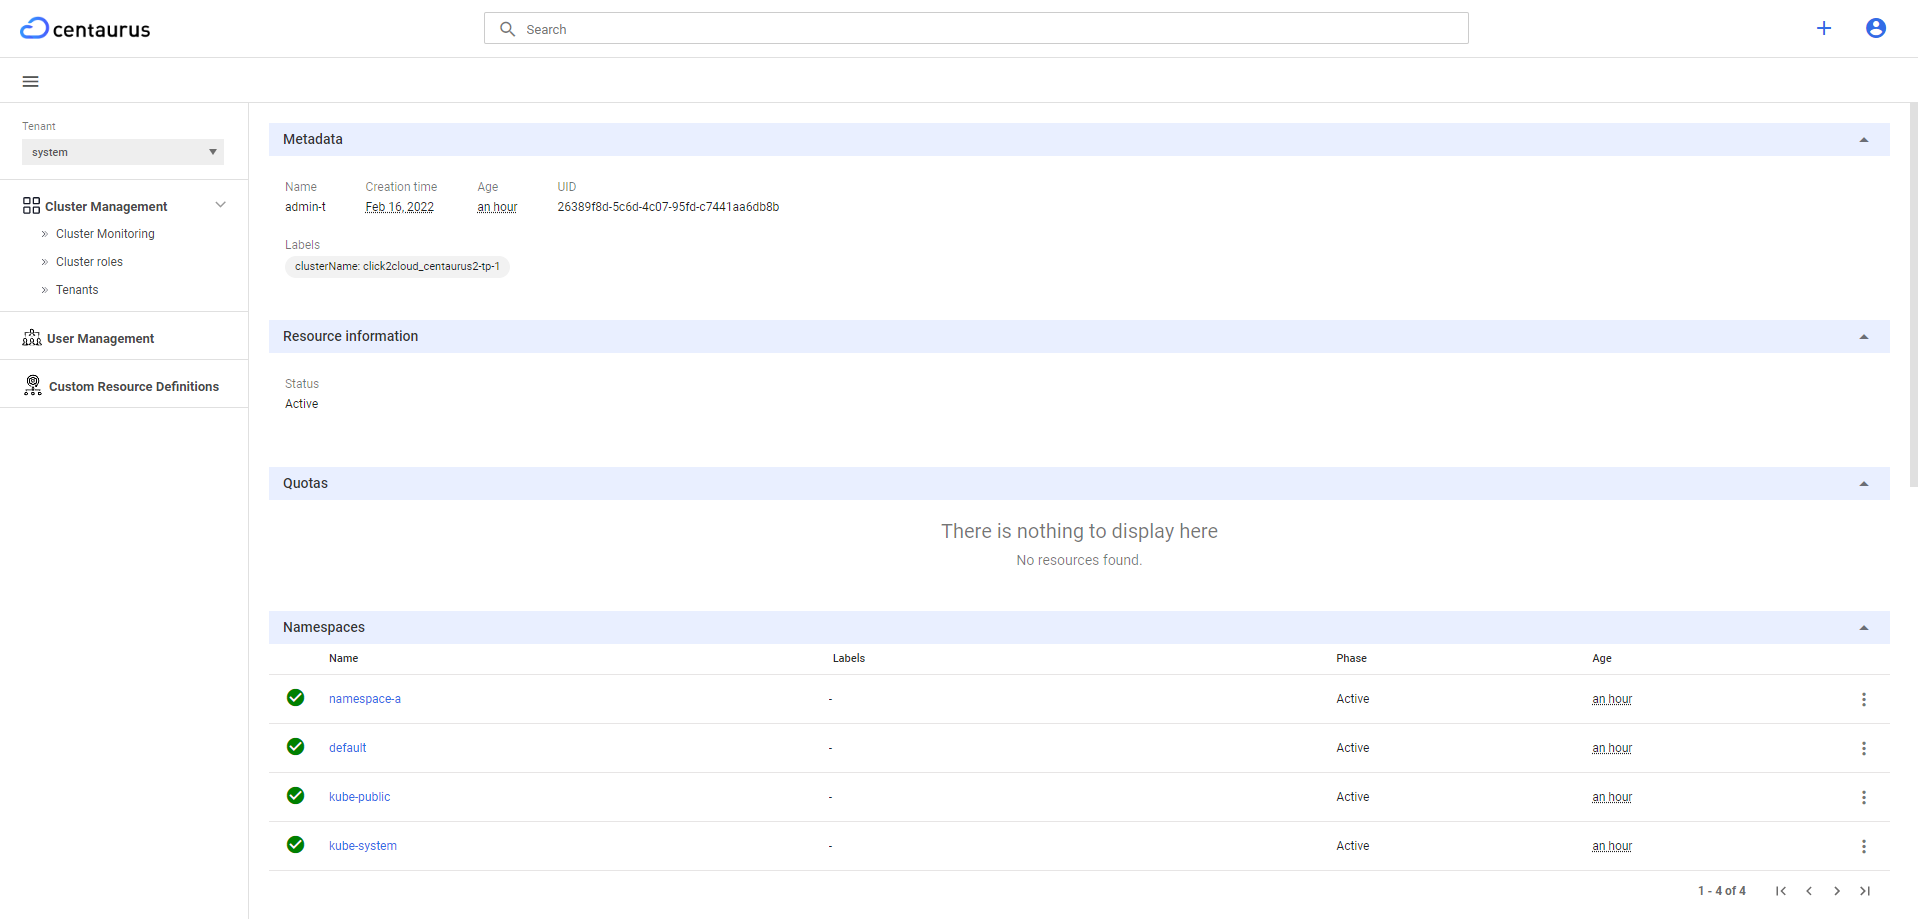 centaurus
Search
Tenant
system
Cluster Management
» Cluster Monitoring
» Cluster roles
» Tenants
User Management
Custom Resource Definitions
Metadata
Name Creation time Age UID
admin-t Feb 16, 2022 an hour 26389f8d-5c6d-4c07-95fd-c7441aa6db8b
Labels
clusterName: click2cloud_centaurus2-tp-1
Resource information
Status
Active
Quotas
There is nothing to display here
No resources found.
Namespaces
Name Labels Phase Age
namespace-a - Active an hour
default - Active an hour
kube-public - Active an hour
kube-system - Active an hour
1 - 4 of 4